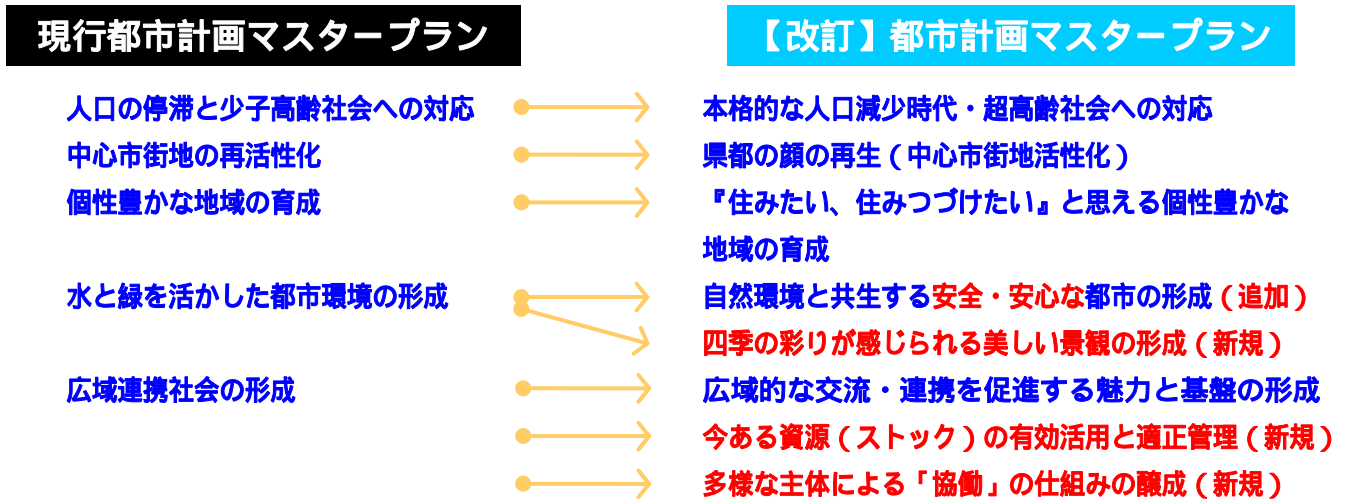 現行都市計画マスタープラン
【改訂】都市計画マスタープラン
人口の停滞と少子高齢社会への対応
本格的な人口減少時代・超高齢社会への対応
中心市街地の再活性化
県都の顔の再生(中心市街地活性化)
個性豊かな地域の育成
『住みたい、住みつづけたい』と思える個性豊かな
地域の育成
水と緑を活かした都市環境の形成
自然環境と共生する安全・安心な都市の形成(追加)
四季の彩りが感じられる美しい景観の形成(新規)
広域連携社会の形成
広域的な交流・連携を促進する魅力と基盤の形成
今ある資源(ストック)の有効活用と適正管理(新規)
多様な主体による「協働」の仕組みの醸成(新規)